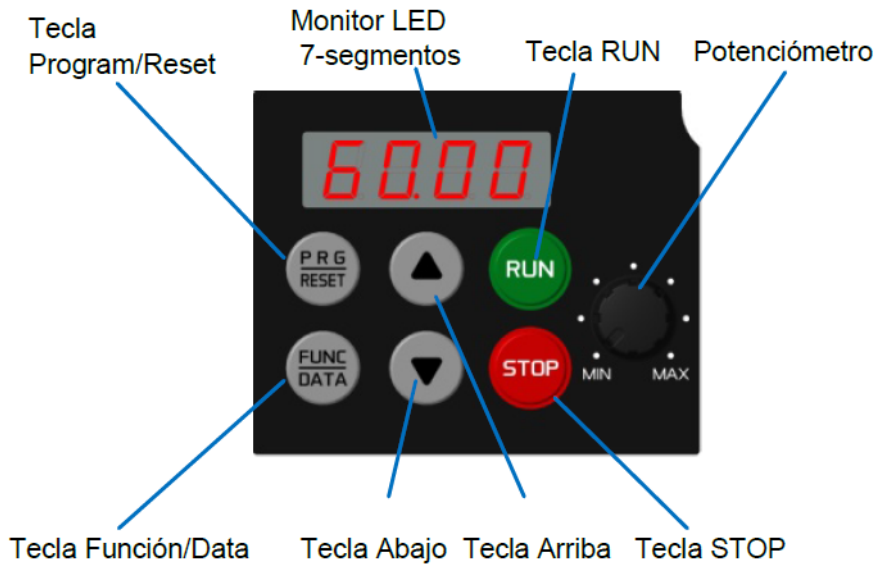 Tecla
Program/Reset
Monitor LED
7-segmentos
Tecla RUN
Potenciómetro
60.00
PRG
RESET
RUN
FUNC
DATA
STOP
MIN
MAX
Tecla Función/Data
Tecla Abajo
Tecla Arriba
Tecla STOP